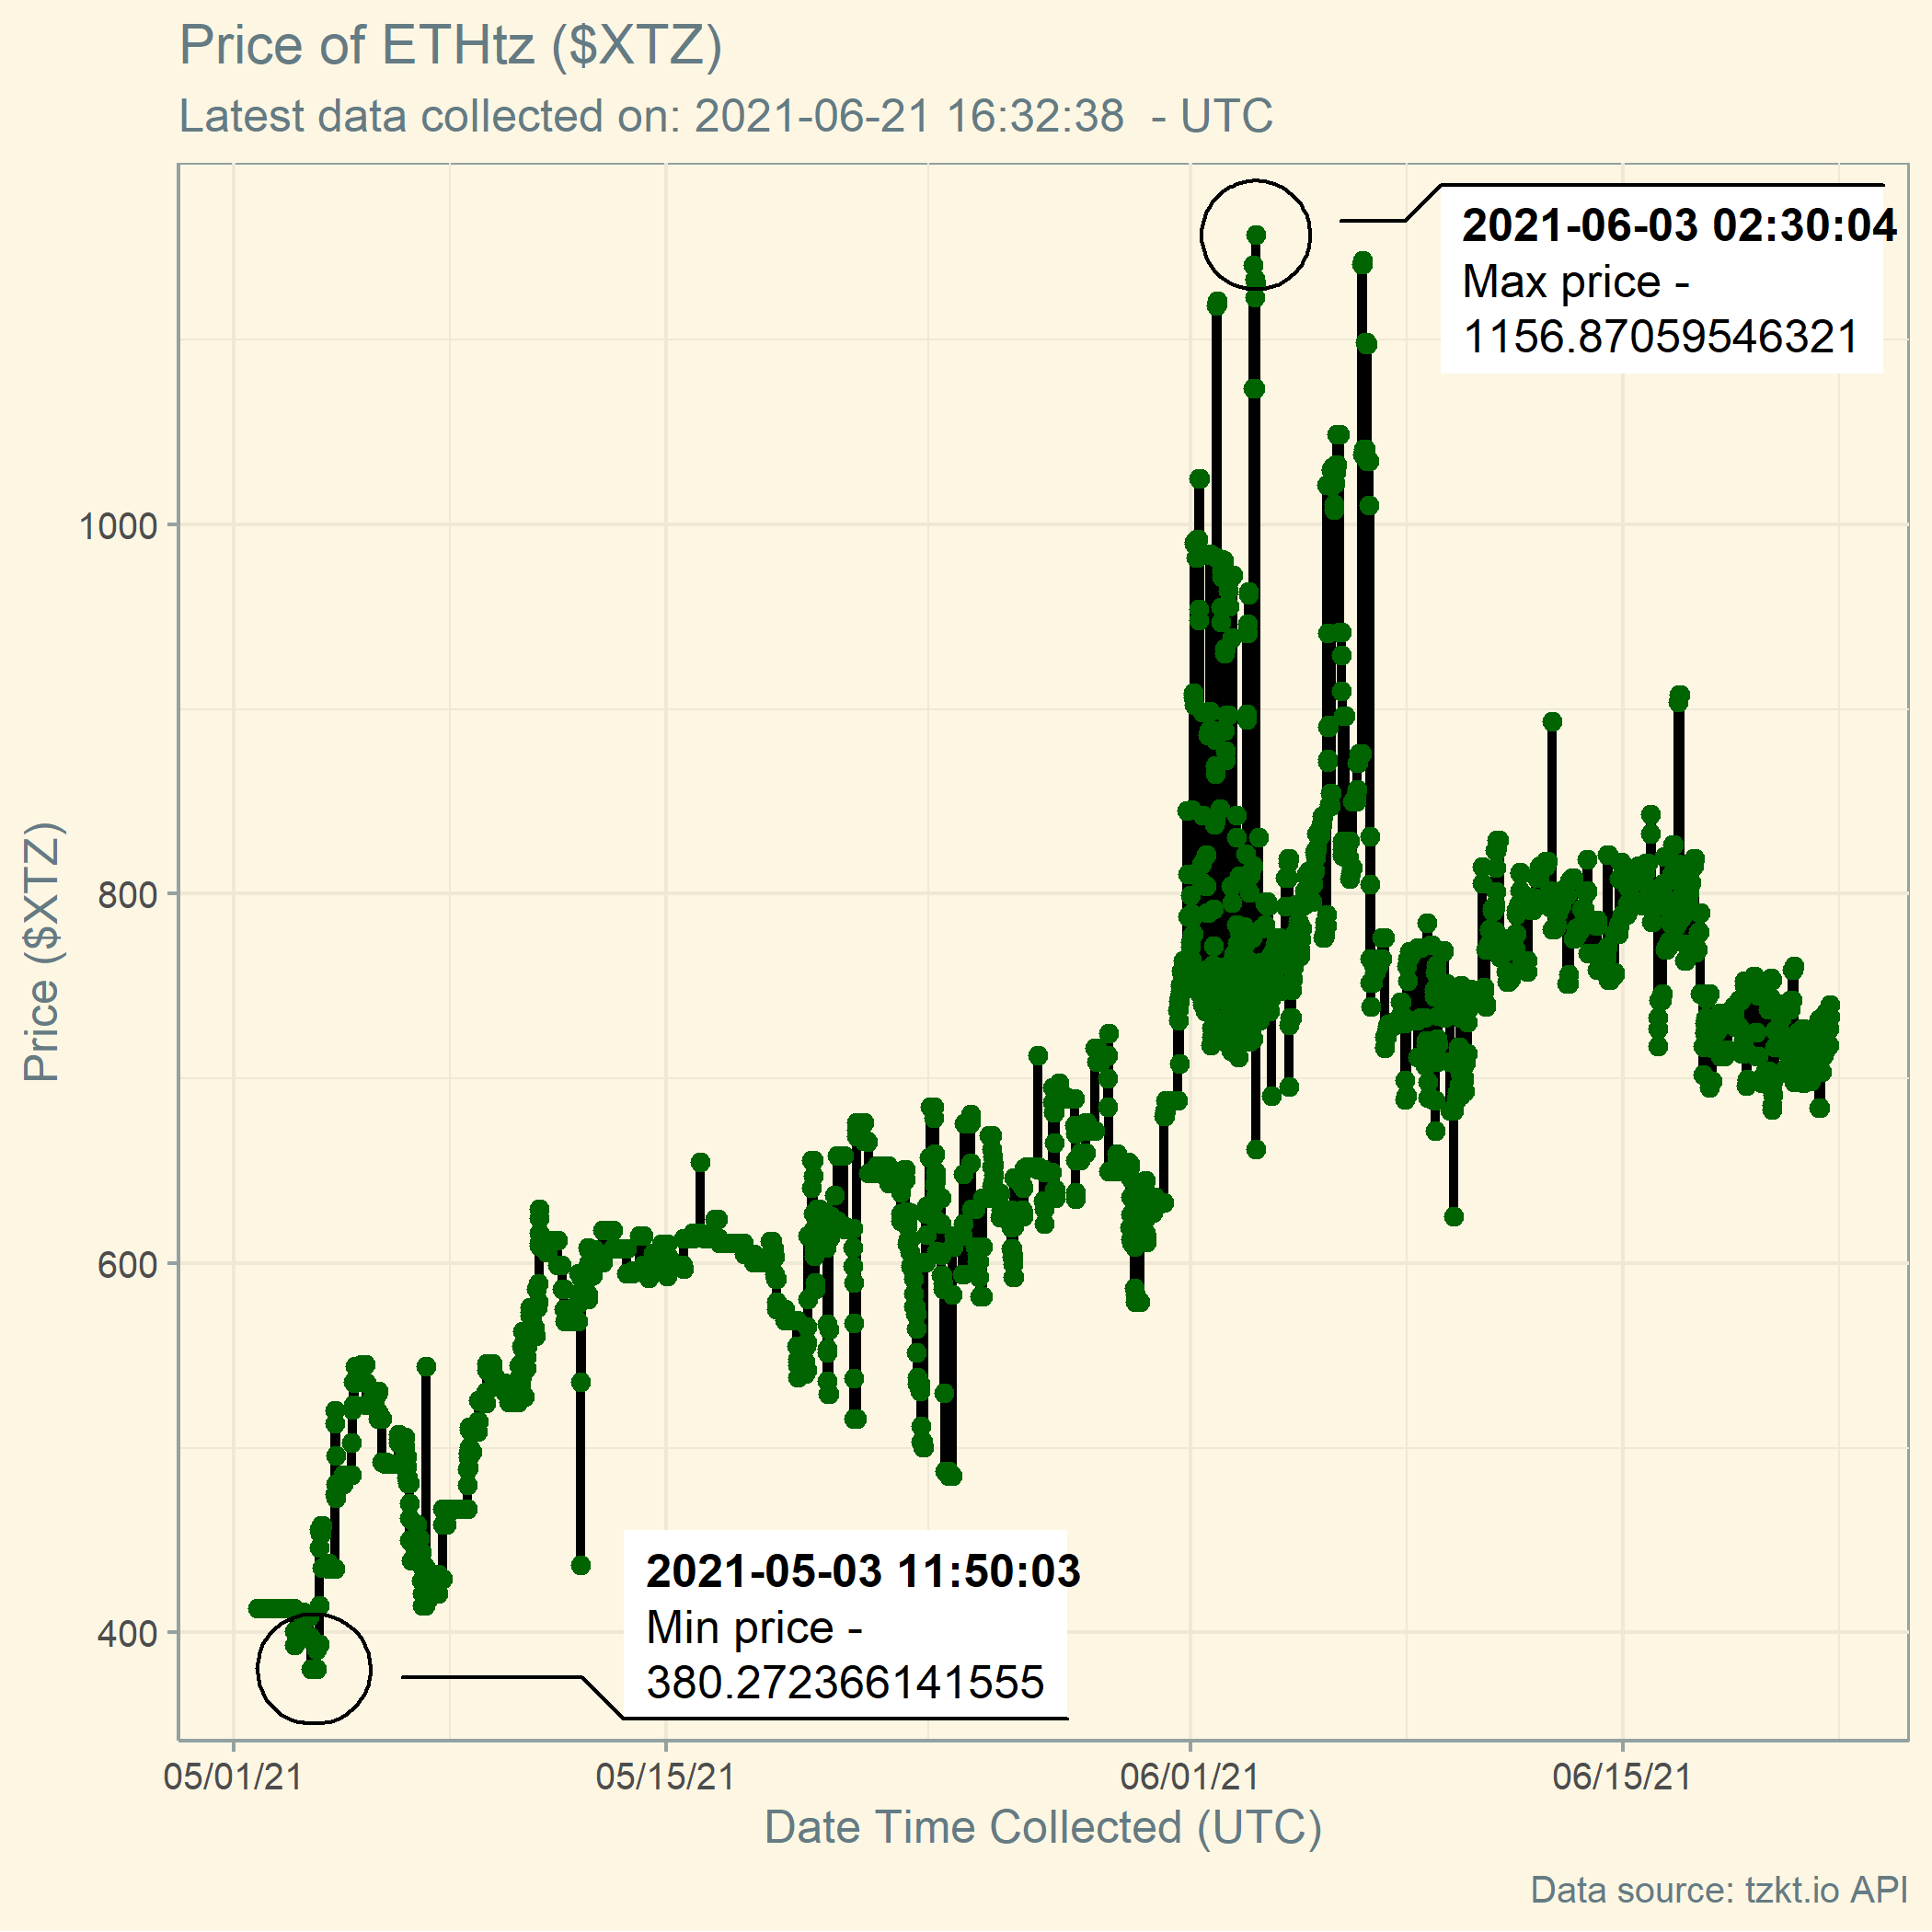 Price of ETHtz ($XTZ)
Latest data collected on: 2021-06-21 16:32:38  - UTC
2021-06-03 02:30:04
Max price -
1156.87059546321
1000
800
600
400
Price ($XTZ)
2021-05-03 11:50:03
Min price -
380.272366141555
05/01/21
05/15/21
06/01/21
06/15/21
Date Time Collected (UTC)
Data source: tzkt.io API